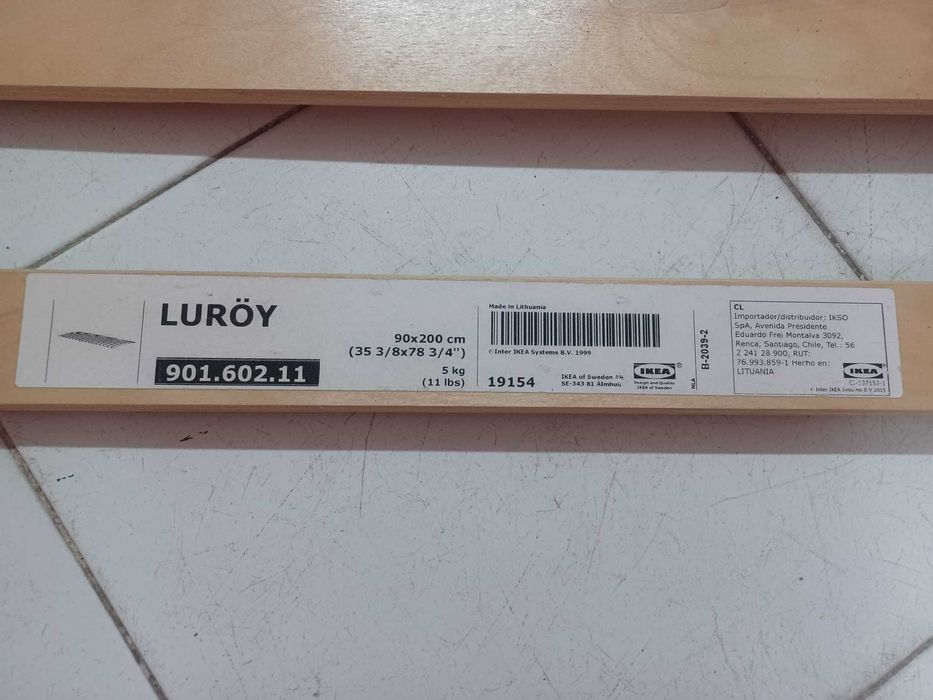 LURÖY
901.602.11
90x200 cm
(35 3/8x78 3/4")
5 kg
(11 lbs)
Made in Lithuania
© Inter IKEA Systems B.V. 1999
19154
IKEA of Sweden
SE-343 81 Älmhult
IKEA
Design and Quality
IKEA of Sweden
NLA
B-2039-2
CL
Importador/distribuidor: IKSO
SpA, Avenida Presidente
Eduardo Frei Montalva 3092,
Renca, Santiago, Chile, Tel.: 56
2 241 28 900, RUT:
76.993.859-1 Hecho en:
LITUANIA
IKEA
© Inter IKEA Systems B.V 2015